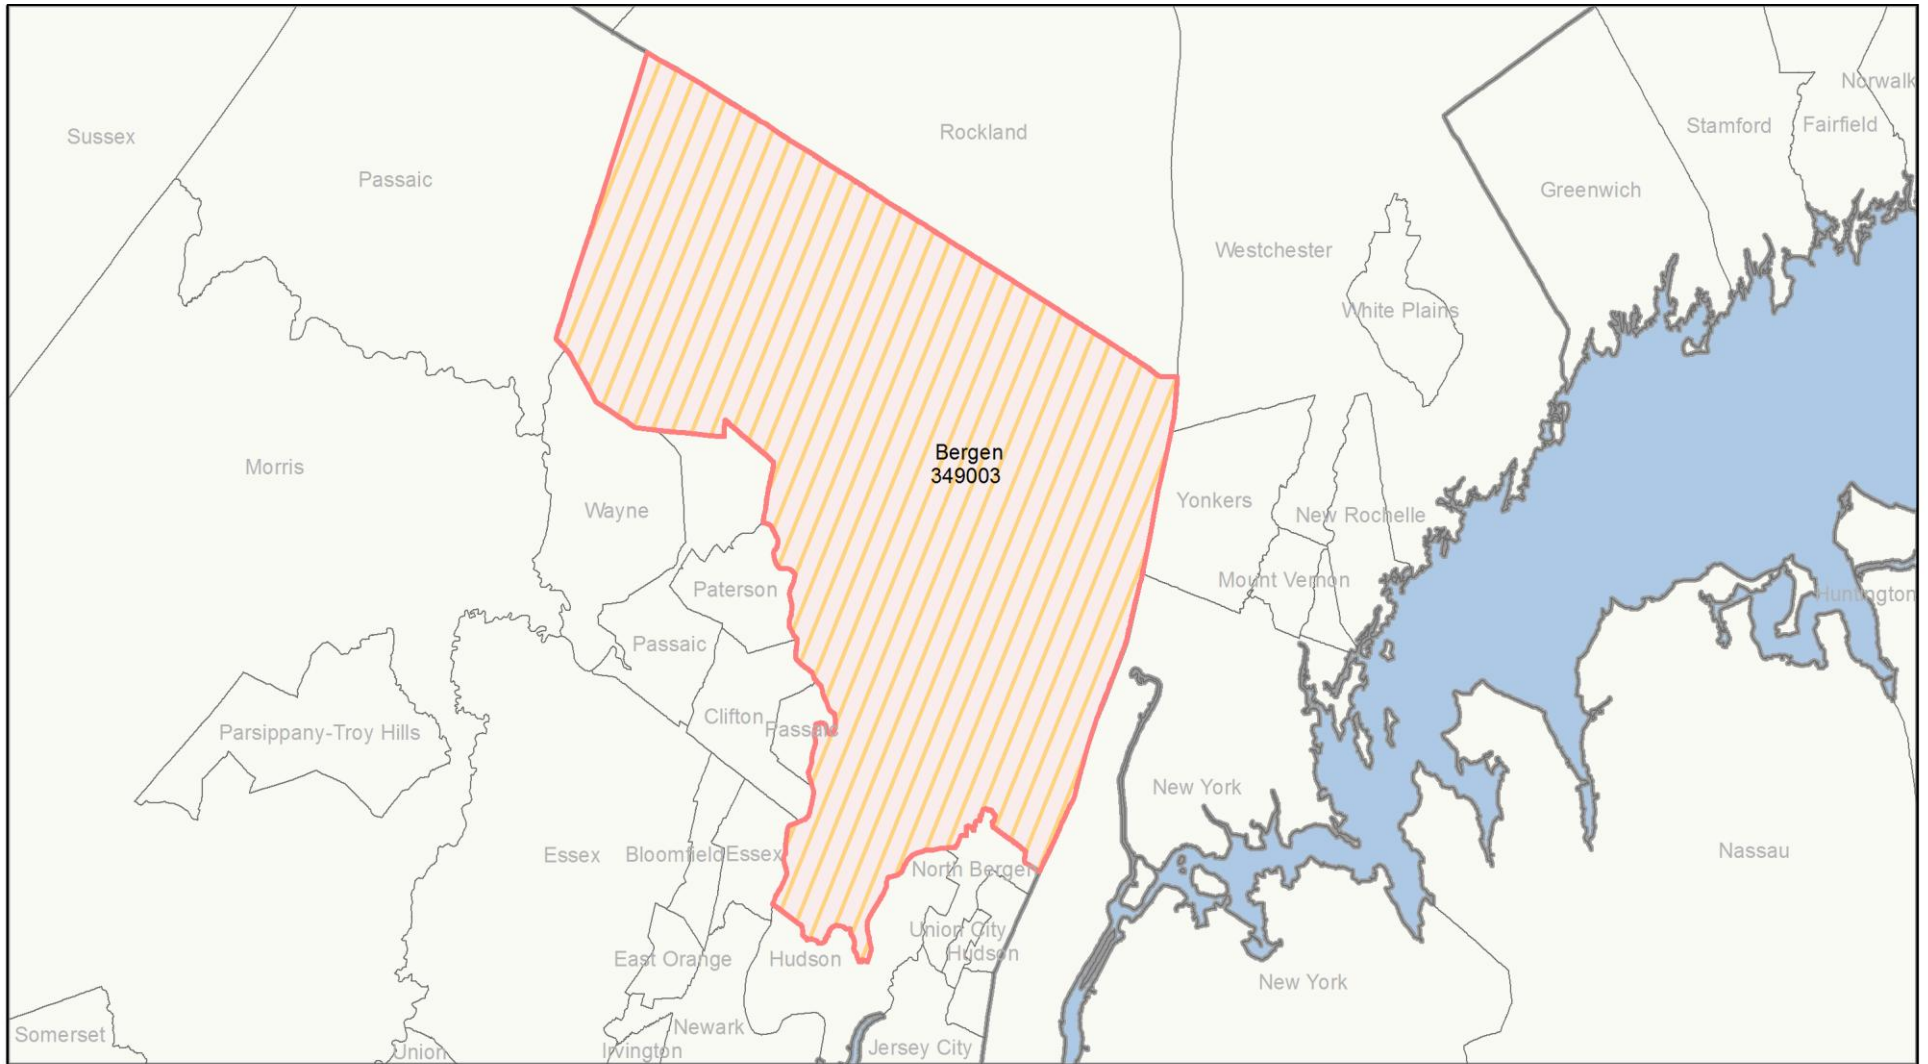 Norwalk
Stamford
Fairfield
Rockland
Sussex
Passaic
Greenwich
Westchester
White Plains
Bergen
349003
Morris
Yonkers
Wayne
New Rochelle
Mount Vernon
Paterson
Huntington
Passaic
Clifton
Passaic
Parsippany-Troy Hills
New York
Essex
Bloomfield
Essex
Nassau
North Bergen
Union City
Hudson
East Orange
Hudson
New York
Newark
Somerset
Union
Irvington
Jersey City